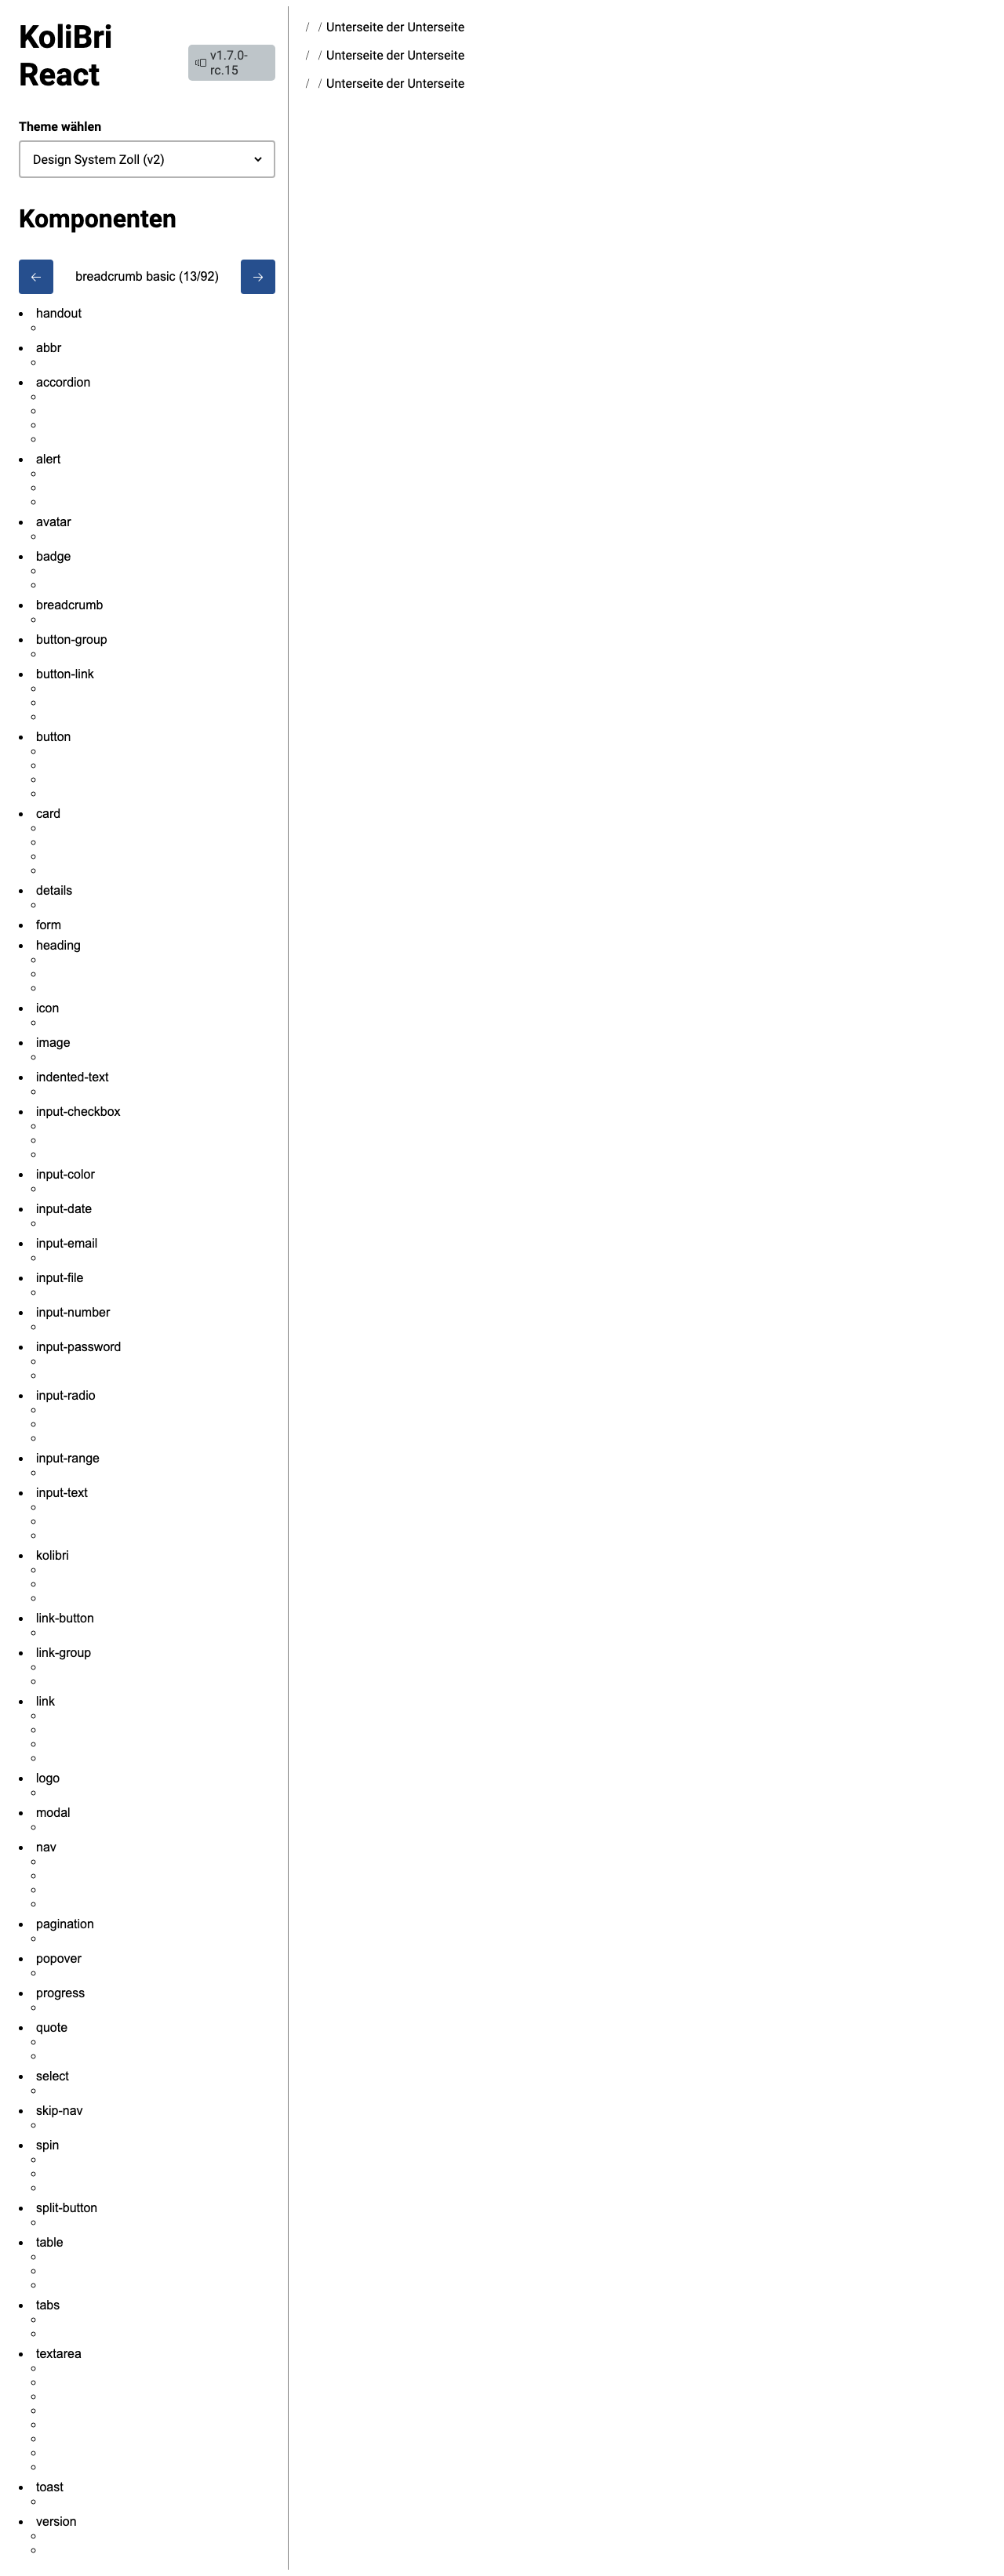 KoliBri
React
v1.7.0-
rc.15
Theme wählen
Design System Zoll (v2)
Komponenten
breadcrumb basic (13/92)
handout
abbr
accordion
alert
avatar
badge
breadcrumb
button-group
button-link
button
card
details
form
heading
icon
image
indented-text
input-checkbox
input-color
input-date
input-email
input-file
input-number
input-password
input-radio
input-range
input-text
kolibri
link-button
link-group
link
logo
modal
nav
pagination
popover
progress
quote
select
skip-nav
spin
split-button
table
tabs
textarea
toast
version
/ / Unterseite der Unterseite
/ / Unterseite der Unterseite
/ / Unterseite der Unterseite